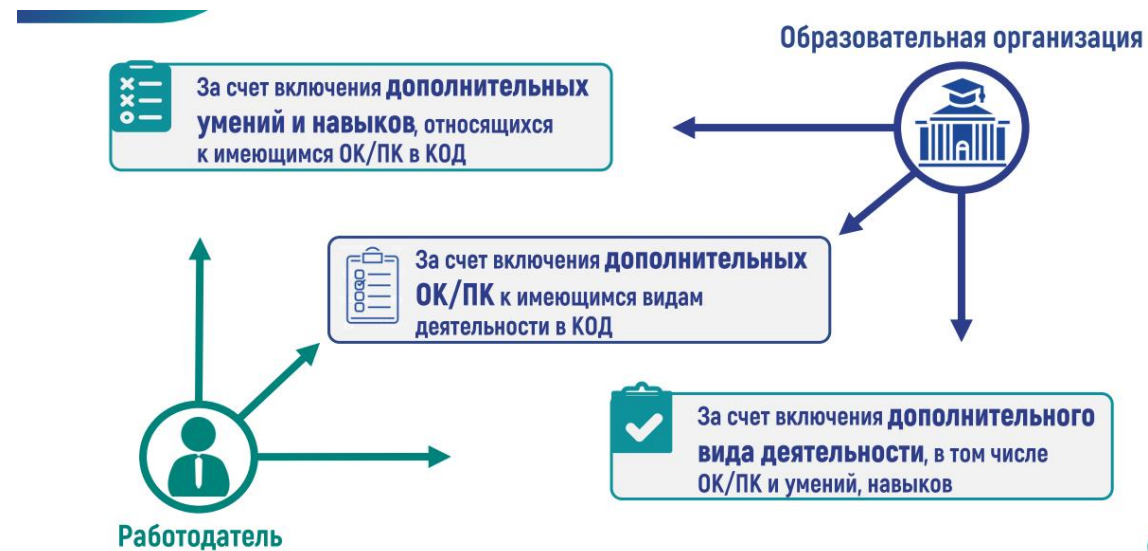 Образовательная организация
За счет включения дополнительных
умений и навыков, относящихся
к имеющимся ОК/ПК в КОД
За счет включения дополнительных
ОК/ПК к имеющимся видам
деятельности в КОД
За счет включения дополнительного
вида деятельности, в том числе
ОК/ПК и умений, навыков
Работодатель